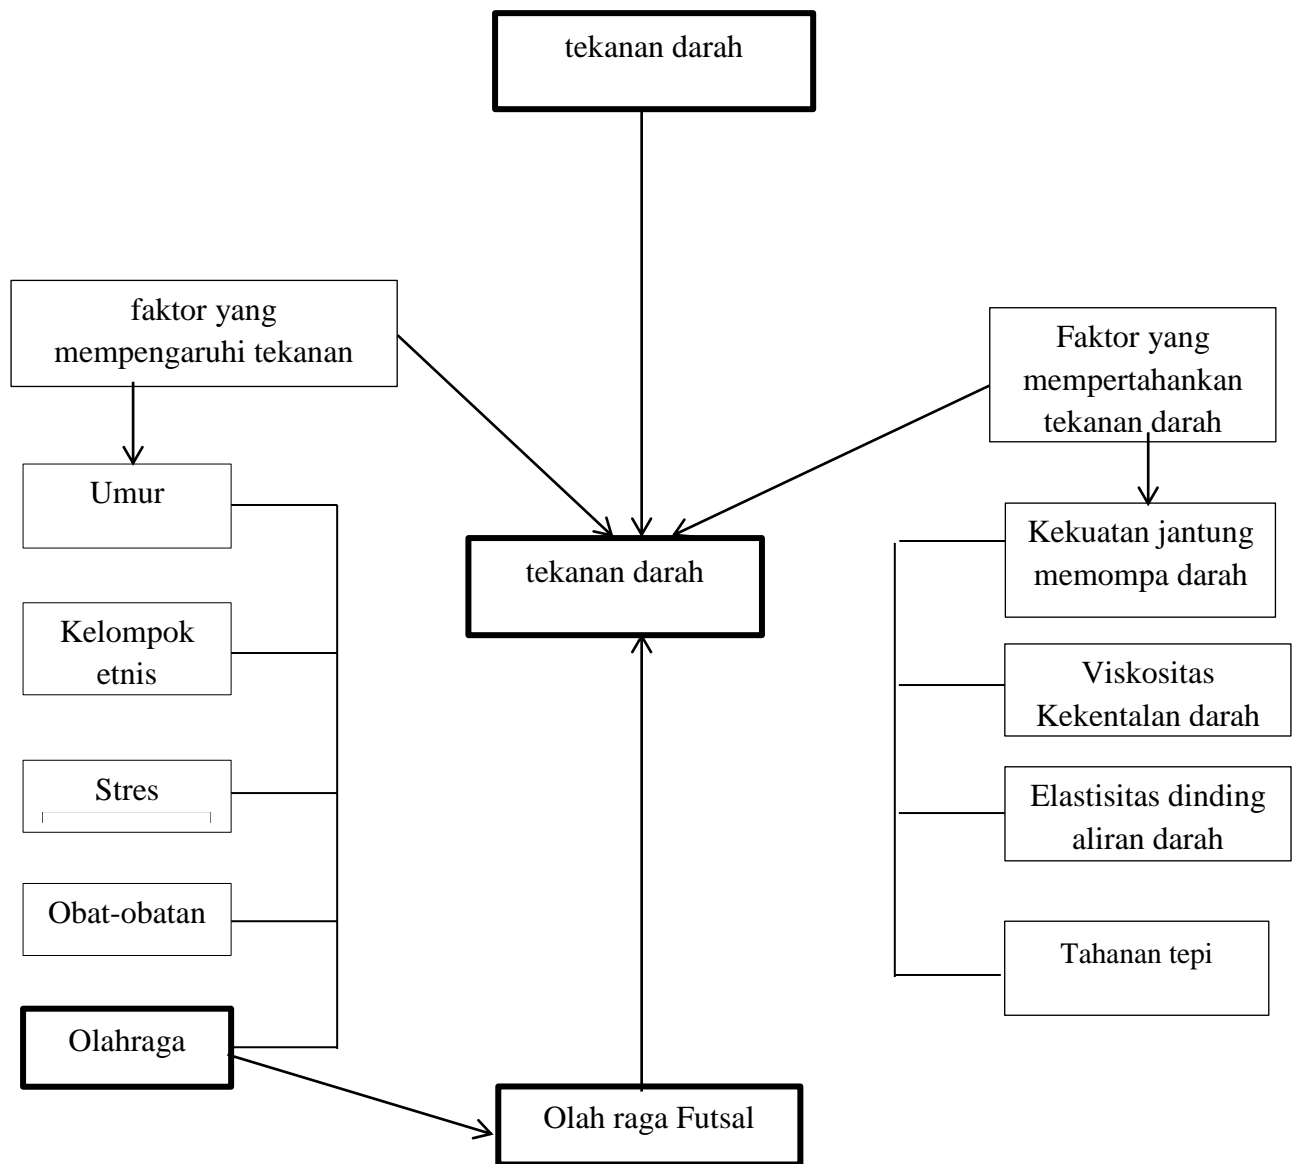 tekanan darah
faktor yang
mempengaruhi tekanan
Faktor yang
mempertahankan
tekanan darah
Umur
Kekuatan jantung
memompa darah
tekanan darah
Kelompok
etnis
Viskositas
Kekentalan darah
Stres
Elastisitas dinding
aliran darah
Obat-obatan
Tahanan tepi
Olahraga
Olah raga Futsal